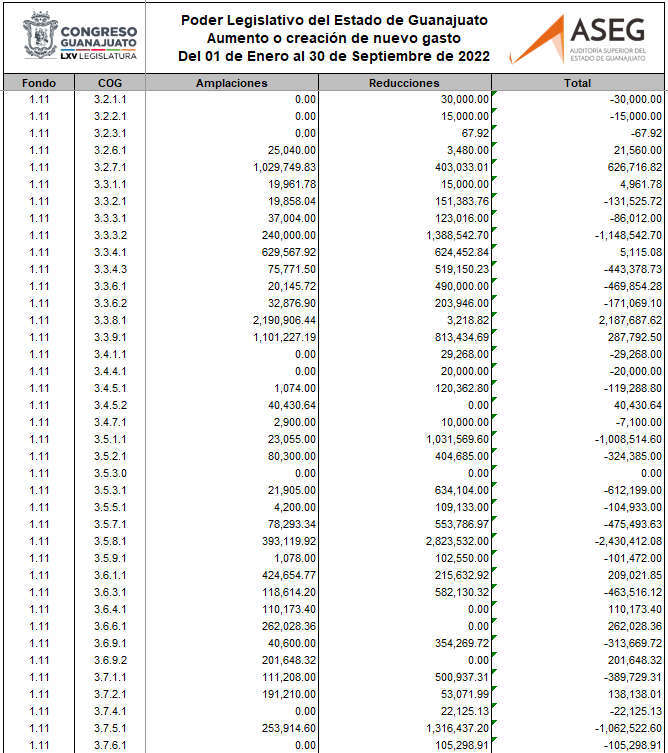 CONGRESO
GUANAJUATO
LXV LEGISLATURA
Poder Legislativo del Estado de Guanajuato
Aumento o creación de nuevo gasto
Del 01 de Enero al 30 de Septiembre de 2022
ASEG
AUDITORÍA SUPERIOR DEL
ESTADO DE GUANAJUATO
Fondo COG Amplaciones Reducciones Total
1.11 3.2.1.1 0.00 30,000.00 -30,000.00
1.11 3.2.2.1 0.00 15,000.00 -15,000.00
1.11 3.2.3.1 0.00 67.92 -67.92
1.11 3.2.6.1 25,040.00 3,480.00 21,560.00
1.11 3.2.7.1 1,029,749.83 403,033.01 626,716.82
1.11 3.3.1.1 19,961.78 15,000.00 4,961.78
1.11 3.3.2.1 19,858.04 151,383.76 -131,525.72
1.11 3.3.3.1 37,004.00 123,016.00 -86,012.00
1.11 3.3.3.2 240,000.00 1,388,542.70 -1,148,542.70
1.11 3.3.4.1 629,567.92 624,452.84 5,115.08
1.11 3.3.4.3 75,771.50 519,150.23 -443,378.73
1.11 3.3.6.1 20,145.72 490,000.00 -469,854.28
1.11 3.3.6.2 32,876.90 203,946.00 -171,069.10
1.11 3.3.8.1 2,190,906.44 3,218.82 2,187,687.62
1.11 3.3.9.1 1,101,227.19 813,434.69 287,792.50
1.11 3.4.1.1 0.00 29,268.00 -29,268.00
1.11 3.4.4.1 0.00 20,000.00 -20,000.00
1.11 3.4.5.1 1,074.00 120,362.80 -119,288.80
1.11 3.4.5.2 40,430.64 0.00 40,430.64
1.11 3.4.7.1 2,900.00 10,000.00 -7,100.00
1.11 3.5.1.1 23,055.00 1,031,569.60 -1,008,514.60
1.11 3.5.2.1 80,300.00 404,685.00 -324,385.00
1.11 3.5.3.0 0.00 0.00 0.00
1.11 3.5.3.1 21,905.00 634,104.00 -612,199.00
1.11 3.5.5.1 4,200.00 109,133.00 -104,933.00
1.11 3.5.7.1 78,293.34 553,786.97 -475,493.63
1.11 3.5.8.1 393,119.92 2,823,532.00 -2,430,412.08
1.11 3.5.9.1 1,078.00 102,550.00 -101,472.00
1.11 3.6.1.1 424,654.77 215,632.92 209,021.85
1.11 3.6.3.1 118,614.20 582,130.32 -463,516.12
1.11 3.6.4.1 110,173.40 0.00 110,173.40
1.11 3.6.6.1 262,028.36 0.00 262,028.36
1.11 3.6.9.1 40,600.00 354,269.72 -313,669.72
1.11 3.6.9.2 201,648.32 0.00 201,648.32
1.11 3.7.1.1 111,208.00 500,937.31 -389,729.31
1.11 3.7.2.1 191,210.00 53,071.99 138,138.01
1.11 3.7.4.1 0.00 22,125.13 -22,125.13
1.11 3.7.5.1 253,914.60 1,316,437.20 -1,062,522.60
1.11 3.7.6.1 0.00 105,298.91 -105,298.91